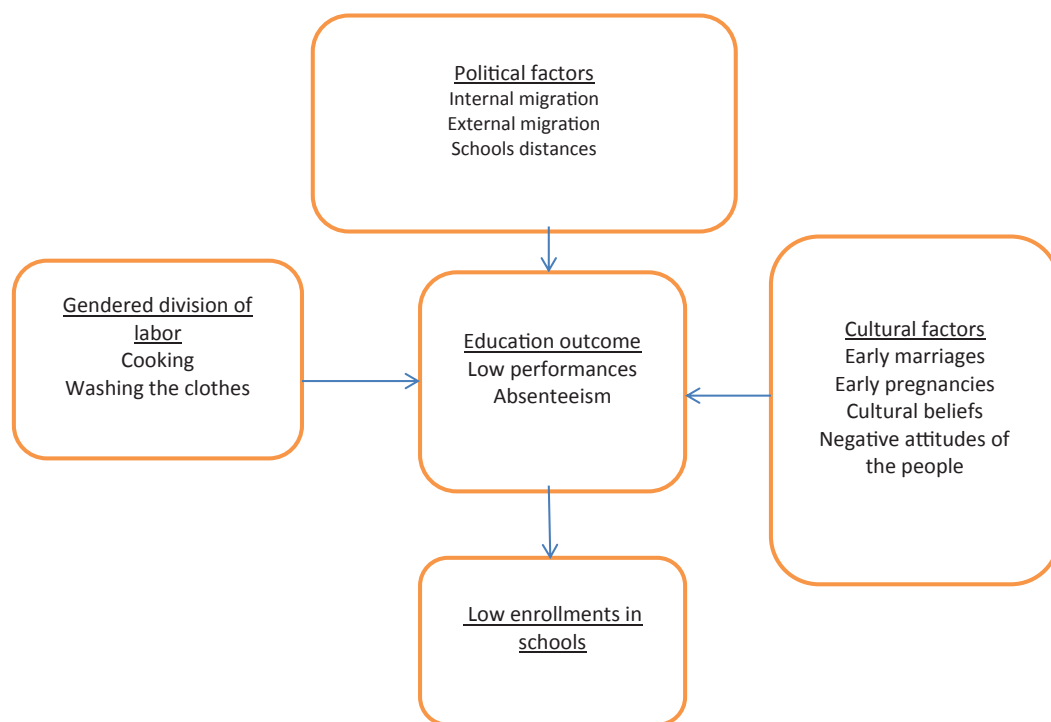 Political factors
Internal migration
External migration
Schools distances
Gendered division of
labor
Cooking
Washing the clothes
Education outcome
Low performances
Absenteeism
Cultural factors
Early marriages
Early pregnancies
Cultural beliefs
Negative attitudes of
the people
Low enrollments in
schools